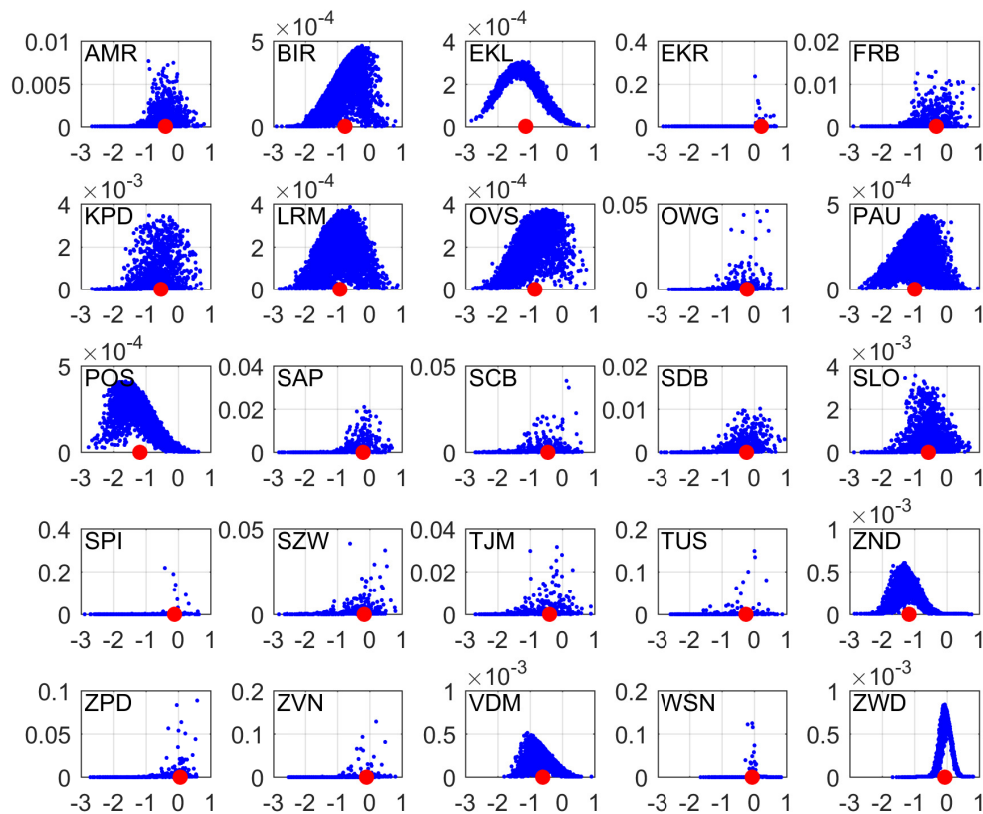 ×10⁻⁴ ×10⁻⁴
0.01 AMR 5 BIR 4 EKL 0.4 EKR 0.02 FRB
0.005 2 0.2 0.01
0 0 0 0 0
-3 -2 -1 0 1 -3 -2 -1 0 1 -3 -2 -1 0 1 -3 -2 -1 0 1 -3 -2 -1 0 1
×10⁻³ ×10⁻⁴ ×10⁻⁴ ×10⁻⁴
4 KPD 4 LRM 4 OVS 0.05 OWG 5 PAU
2 2 2
0 0 0 0 0
-3 -2 -1 0 1 -3 -2 -1 0 1 -3 -2 -1 0 1 -3 -2 -1 0 1 -3 -2 -1 0 1
×10⁻⁴ ×10⁻³
5 POS 0.04 SAP 0.05 SCB 0.02 SDB 4 SLO
0.02 0.01 2
0 0 0 0 0
-3 -2 -1 0 1 -3 -2 -1 0 1 -3 -2 -1 0 1 -3 -2 -1 0 1 -3 -2 -1 0 1
×10⁻³
0.4 SPI 0.05 SZW 0.04 TJM 0.2 TUS 1 ZND
0.2 0.02 0.1 0.5
0 0 0 0 0
-3 -2 -1 0 1 -3 -2 -1 0 1 -3 -2 -1 0 1 -3 -2 -1 0 1 -3 -2 -1 0 1
×10⁻³ ×10⁻³
0.1 ZPD 0.2 ZVN 1 VDM 0.2 WSN 1 ZWD
0.05 0.1 0.5 0.1 0.5
0 0 0 0 0
-3 -2 -1 0 1 -3 -2 -1 0 1 -3 -2 -1 0 1 -3 -2 -1 0 1 -3 -2 -1 0 1